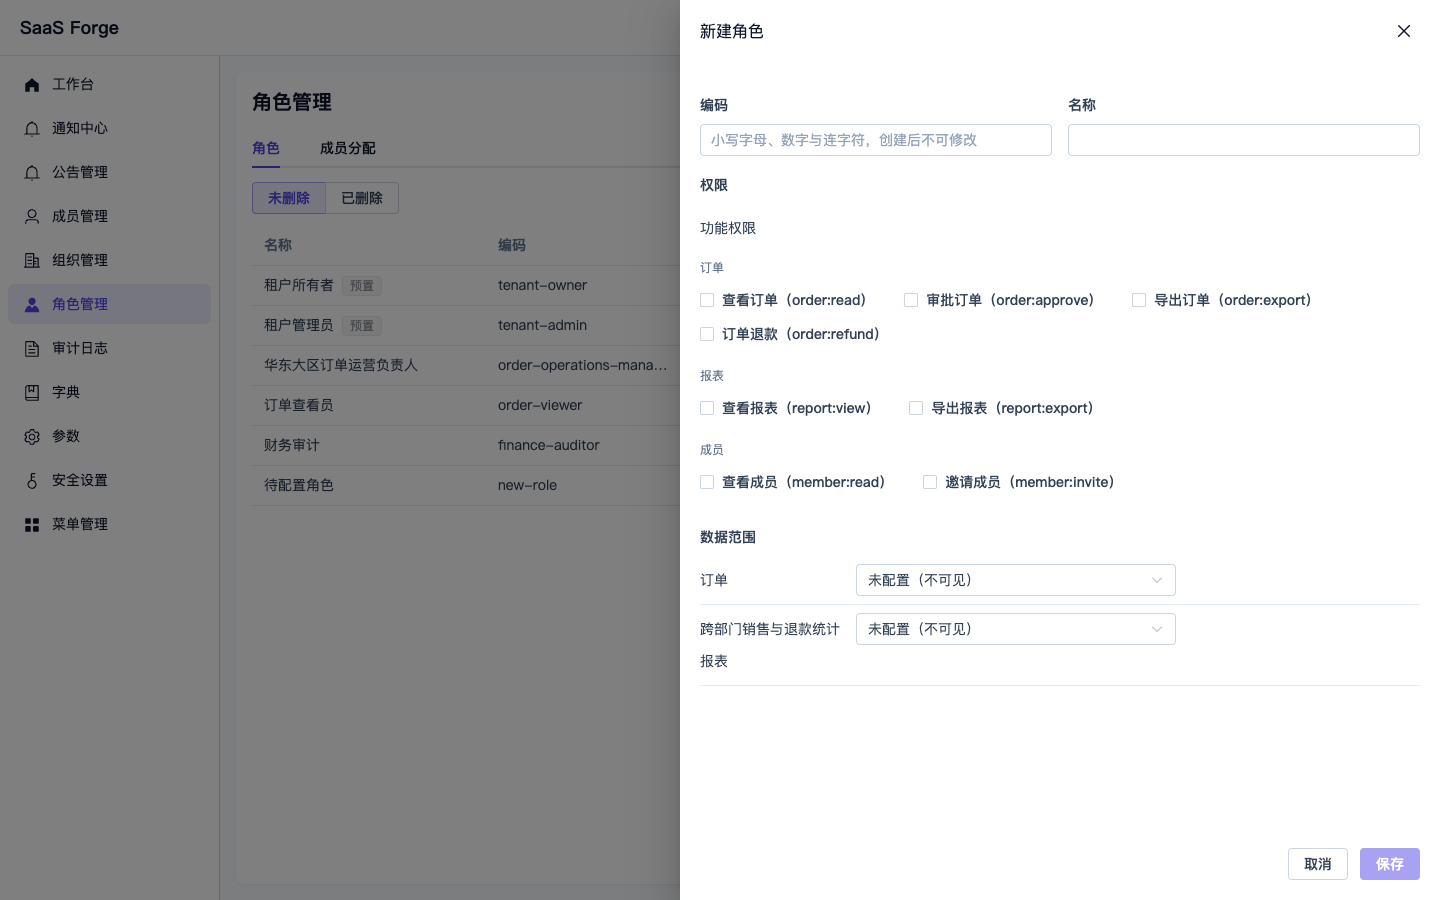 SaaS Forge
工作台
通知中心
公告管理
成员管理
组织管理
角色管理
审计日志
字典
参数
安全设置
菜单管理
角色管理
角色 成员分配
未删除 已删除
名称 编码
租户所有者 预置 tenant-owner
租户管理员 预置 tenant-admin
华东大区订单运营负责人 order-operations-mana...
订单查看员 order-viewer
财务审计 finance-auditor
待配置角色 new-role
新建角色
编码 名称
小写字母、数字与连字符，创建后不可修改
权限
功能权限
订单
查看订单（order:read） 审批订单（order:approve） 导出订单（order:export）
订单退款（order:refund）
报表
查看报表（report:view） 导出报表（report:export）
成员
查看成员（member:read） 邀请成员（member:invite）
数据范围
订单 未配置（不可见）
跨部门销售与退款统计 未配置（不可见）
报表
取消 保存